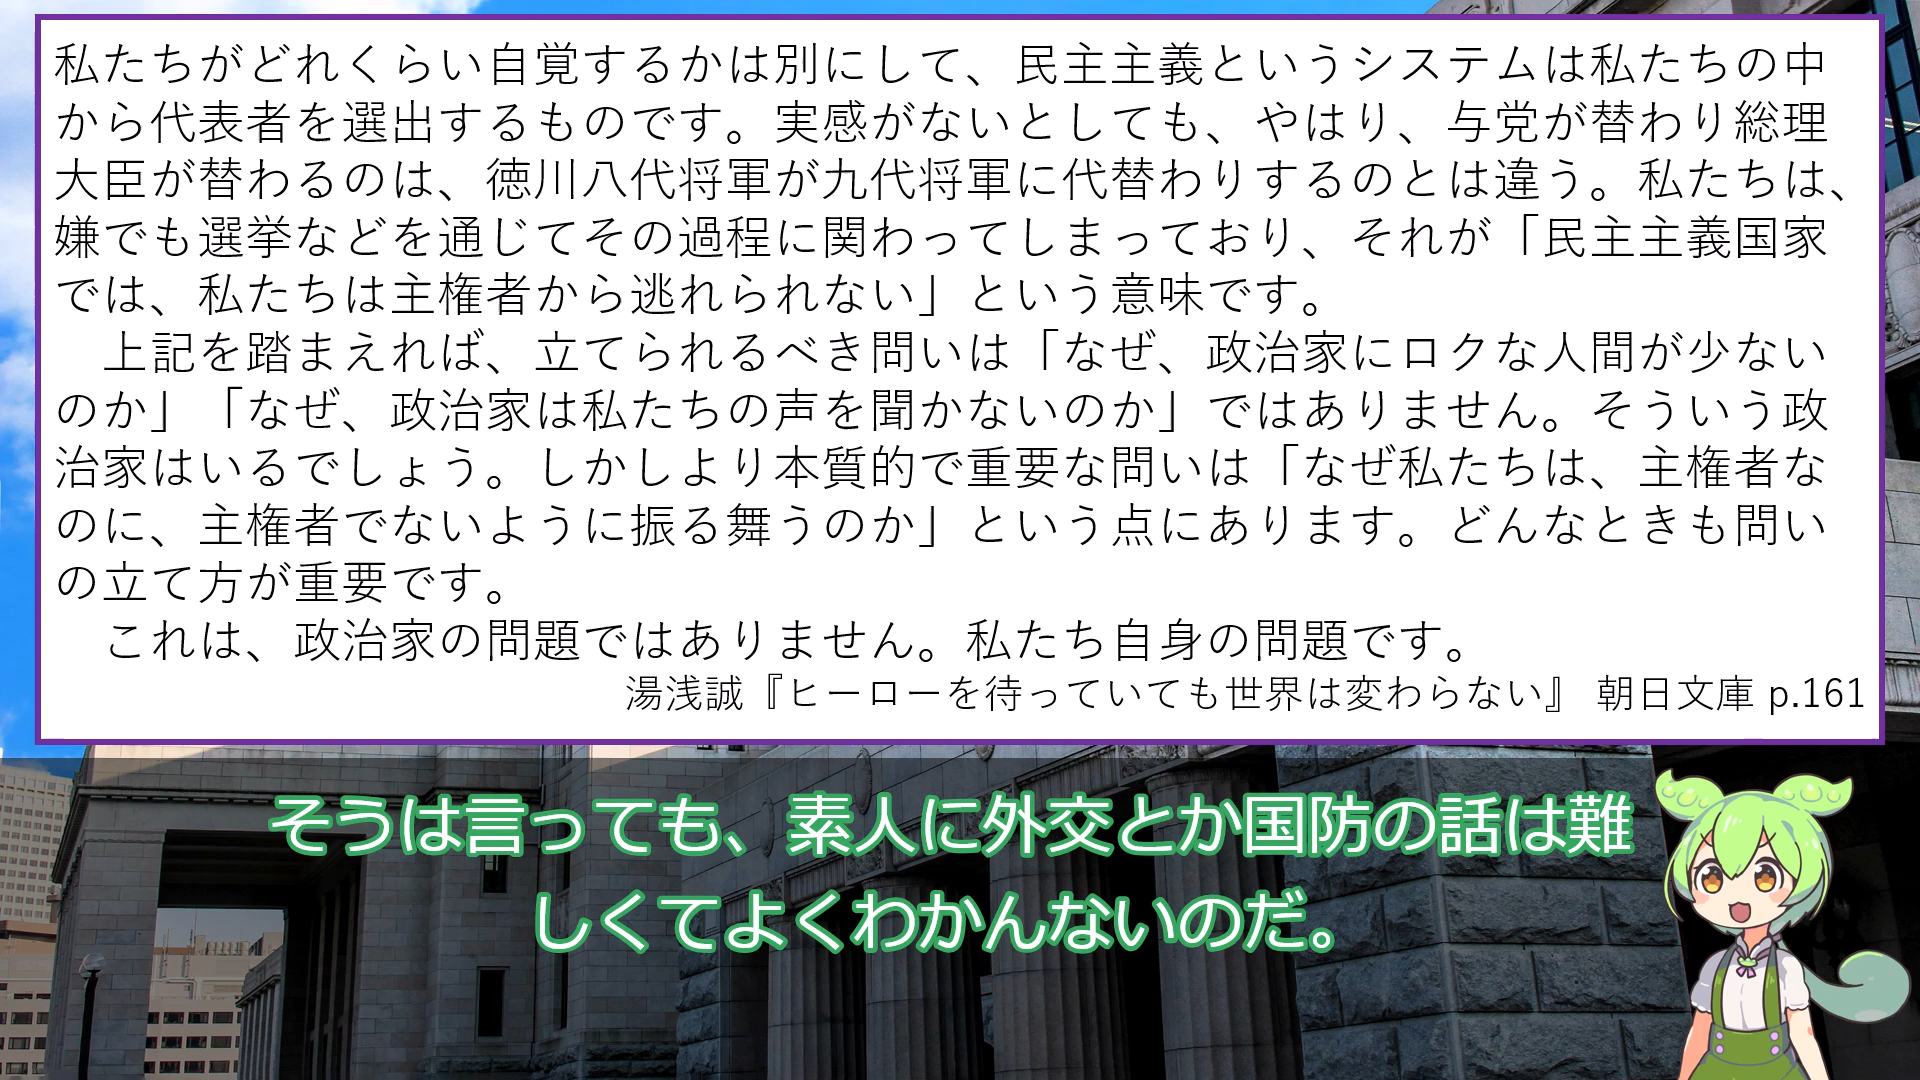 私たちがどれくらい自覚するかは別にして、民主主義というシステムは私たちの中
から代表者を選出するものです。実感がないとしても、やはり、与党が替わり総理
大臣が替わるのは、徳川八代将軍が九代将軍に代替わりするのとは違う。私たちは、
嫌でも選挙などを通じてその過程に関わってしまっており、それが「民主主義国家
では、私たちは主権者から逃れられない」という意味です。
　上記を踏まえれば、立てられるべき問いは「なぜ、政治家にロクな人間が少ない
のか」「なぜ、政治家は私たちの声を聞かないのか」ではありません。そういう政
治家はいるでしょう。しかしより本質的で重要な問いは「なぜ私たちは、主権者な
のに、主権者でないように振る舞うのか」という点にあります。どんなときも問い
の立て方が重要です。
　これは、政治家の問題ではありません。私たち自身の問題です。
湯浅誠『ヒーローを待っていても世界は変わらない』 朝日文庫 p.161
そうは言っても、素人に外交とか国防の話は難
しくてよくわかんないのだ。